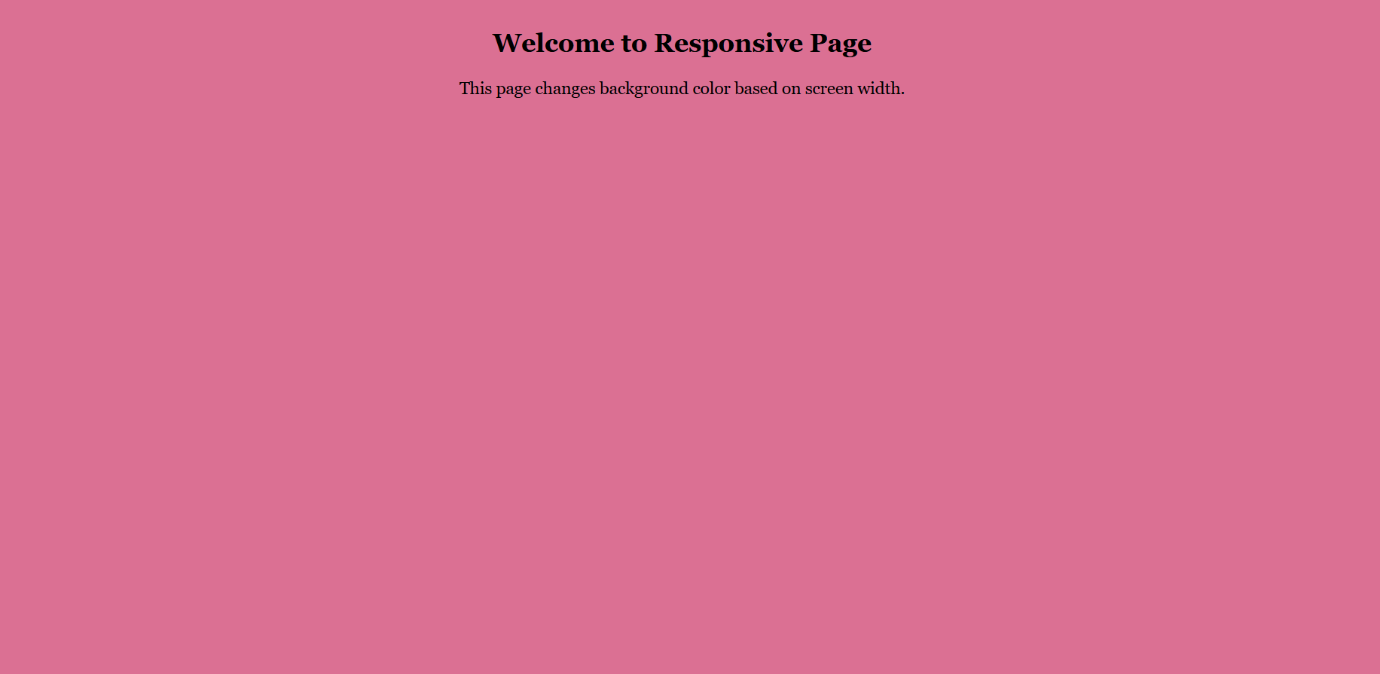 Welcome to Responsive Page
This page changes background color based on screen width.